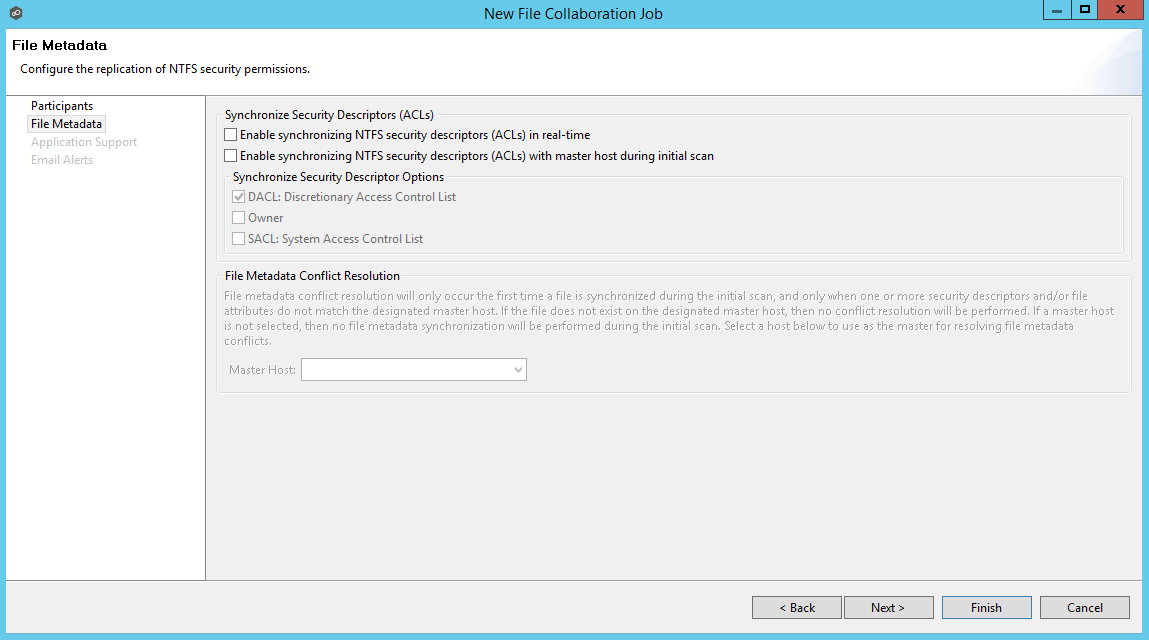 New File Collaboration Job
File Metadata
Configure the replication of NTFS security permissions.
Participants
File Metadata
Application Support
Email Alerts
Synchronize Security Descriptors (ACLs)
Enable synchronizing NTFS security descriptors (ACLs) in real-time
Enable synchronizing NTFS security descriptors (ACLs) with master host during initial scan
Synchronize Security Descriptor Options
DACL: Discretionary Access Control List
Owner
SACL: System Access Control List
File Metadata Conflict Resolution
File metadata conflict resolution will only occur the first time a file is synchronized during the initial scan, and only when one or more security descriptors and/or file
attributes do not match the designated master host. If the file does not exist on the designated master host, then no conflict resolution will be performed. If a master host
is not selected, then no file metadata synchronization will be performed during the initial scan. Select a host below to use as the master for resolving file metadata
conflicts.
Master Host:
< Back
Next >
Finish
Cancel